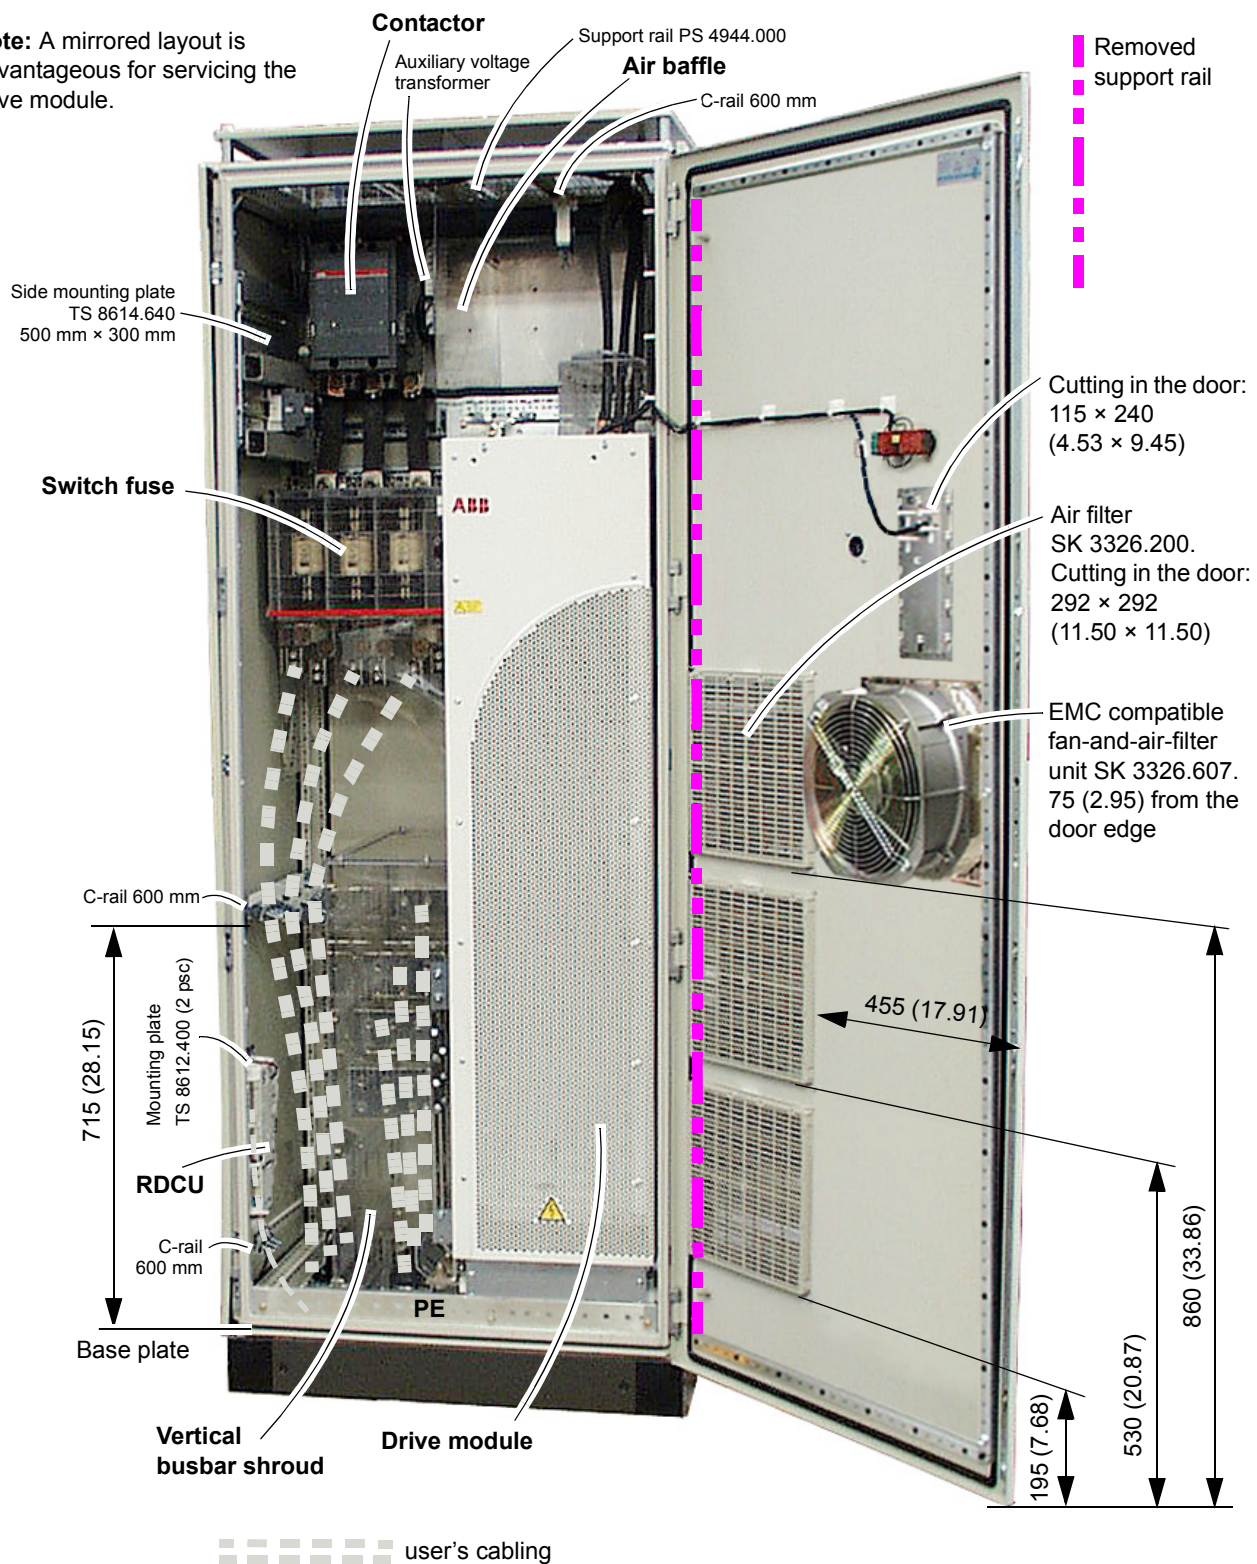 ote: A mirrored layout is
vantageous for servicing the
ve module.
Contactor
Auxiliary voltage
transformer
Support rail PS 4944.000
Air baffle
C-rail 600 mm
Removed
support rail
Side mounting plate
TS 8614.640
500 mm × 300 mm
Switch fuse
ABB
Cutting in the door:
115 × 240
(4.53 × 9.45)
Air filter
SK 3326.200.
Cutting in the door:
292 × 292
(11.50 × 11.50)
EMC compatible
fan-and-air-filter
unit SK 3326.607.
75 (2.95) from the
door edge
C-rail 600 mm
715 (28.15)
Mounting plate
TS 8612.400 (2 psc)
455 (17.91)
RDCU
C-rail
600 mm
PE
Base plate
860 (33.86)
530 (20.87)
195 (7.68)
Vertical
busbar shroud
Drive module
user's cabling